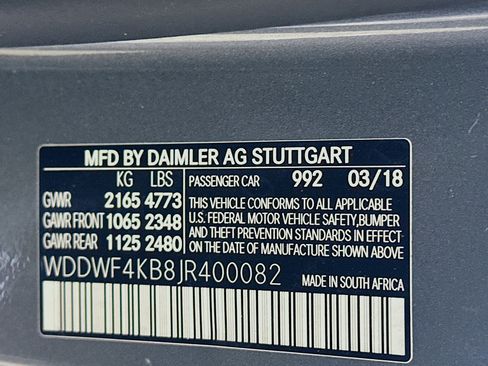 MFD BY DAIMLER AG STUTTGART
KG LBS
GVWR 2165 4773
GAWR FRONT 1065 2348
GAWR REAR 1125 2480
PASSENGER CAR 992 03/18
THIS VEHICLE CONFORMS TO ALL APPLICABLE
U.S. FEDERAL MOTOR VEHICLE SAFETY, BUMPER
AND THEFT PREVENTION STANDARDS IN EFFECT
ON THE DATE OF MANUFACTURE SHOWN ABOVE.
WDDWF4KB8JR400082
MADE IN SOUTH AFRICA